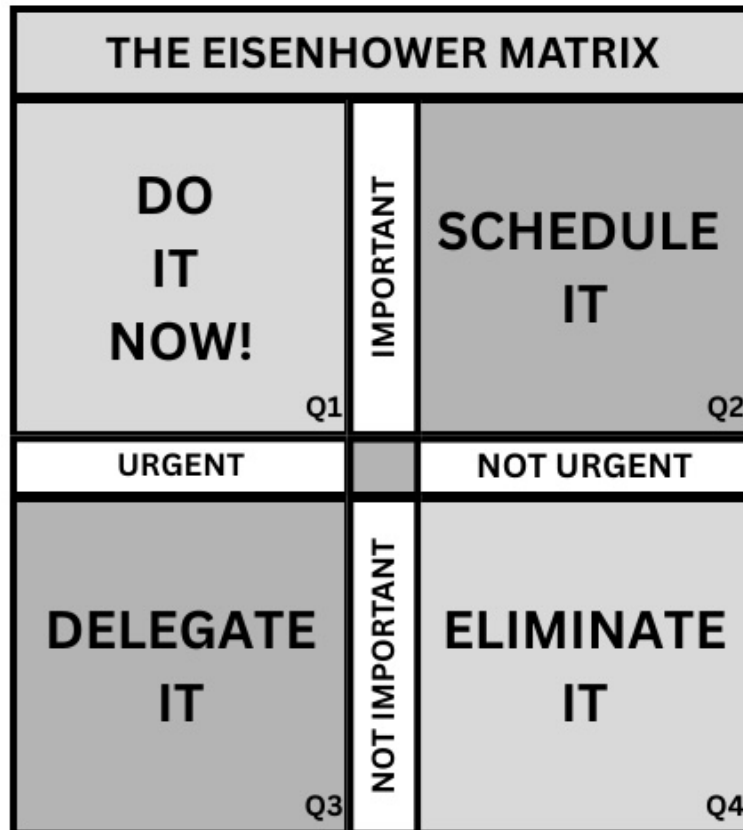 THE EISENHOWER MATRIX
DO
IT
NOW!
Q1
IMPORTANT
SCHEDULE
IT
Q2
URGENT
NOT URGENT
DELEGATE
IT
Q3
NOT IMPORTANT
ELIMINATE
IT
Q4